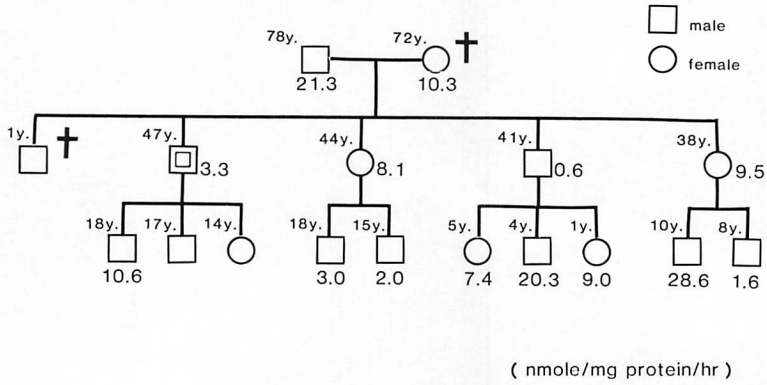 male
78y. 72y.
female
21.3 10.3
1y. 47y. 44y. 41y. 38y.
3.3 8.1 0.6 9.5
18y. 17y. 14y. 18y. 15y. 5y. 4y. 1y. 10y. 8y.
10.6 3.0 2.0 7.4 20.3 9.0 28.6 1.6
( nmole/mg protein/hr )